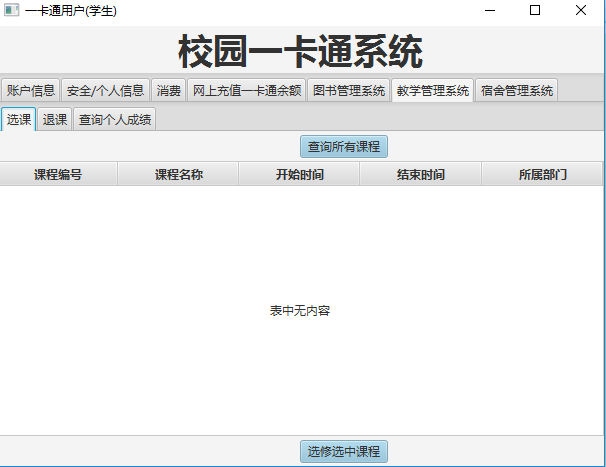 一卡通用户(学生)
校园一卡通系统
账户信息 安全/个人信息 消费 网上充值一卡通余额 图书管理系统 教学管理系统 宿舍管理系统
选课 退课 查询个人成绩
查询所有课程
课程编号 课程名称 开始时间 结束时间 所属部门
表中无内容
选修选中课程